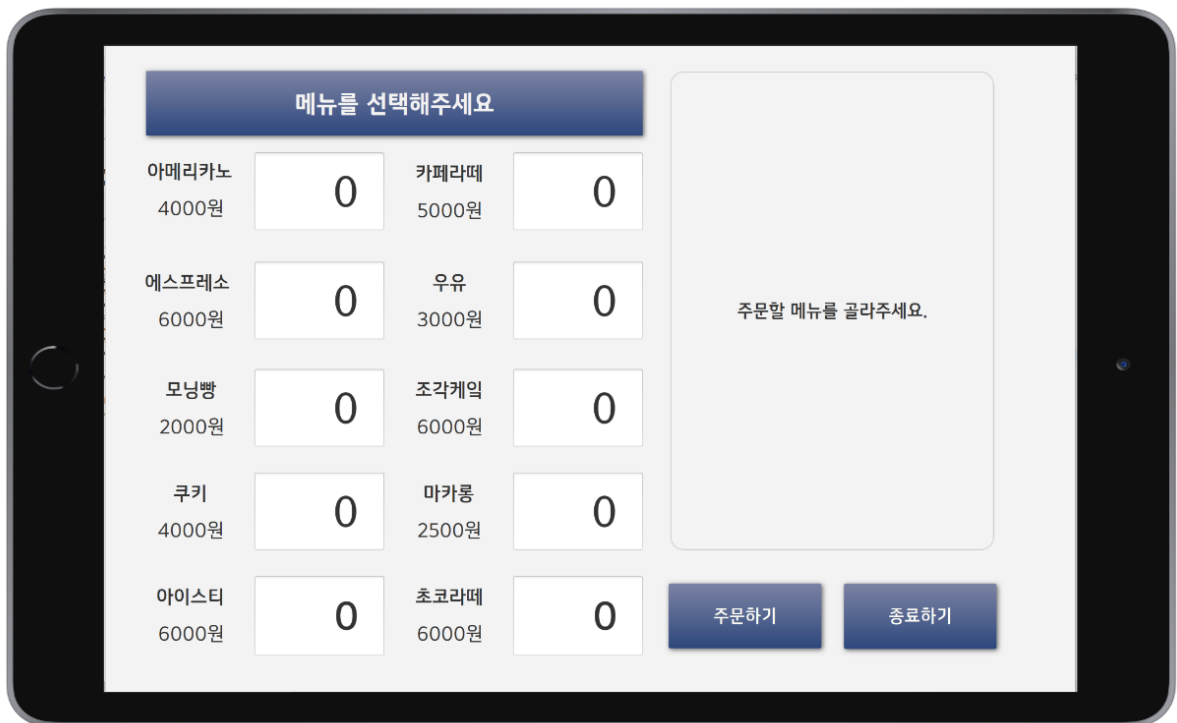 메뉴를 선택해주세요
아메리카노
4000원
0
카페라떼
5000원
0
에스프레소
6000원
0
우유
3000원
0
모닝빵
2000원
0
조각케잌
6000원
0
쿠키
4000원
0
마카롱
2500원
0
아이스티
6000원
0
초코라떼
6000원
0
주문할 메뉴를 골라주세요.
주문하기
종료하기